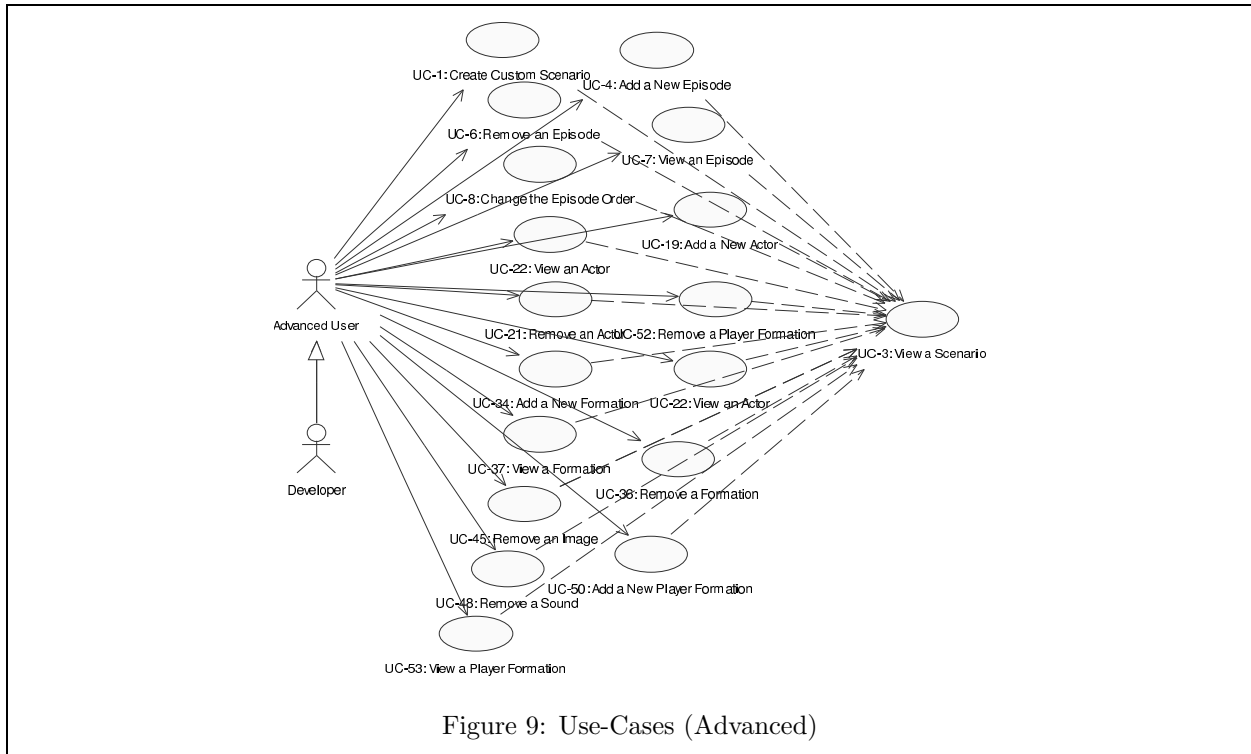 UC-1: Create Custom Scenario
UC-4: Add a New Episode
UC-6: Remove an Episode
UC-7: View an Episode
UC-8: Change the Episode Order
UC-19: Add a New Actor
UC-22: View an Actor
Advanced User
UC-21: Remove an Actor
UC-52: Remove a Player Formation
UC-3: View a Scenario
UC-34: Add a New Formation
UC-22: View an Actor
UC-37: View a Formation
Developer
UC-36: Remove a Formation
UC-45: Remove an Image
UC-50: Add a New Player Formation
UC-48: Remove a Sound
UC-53: View a Player Formation
Figure 9: Use-Cases (Advanced)